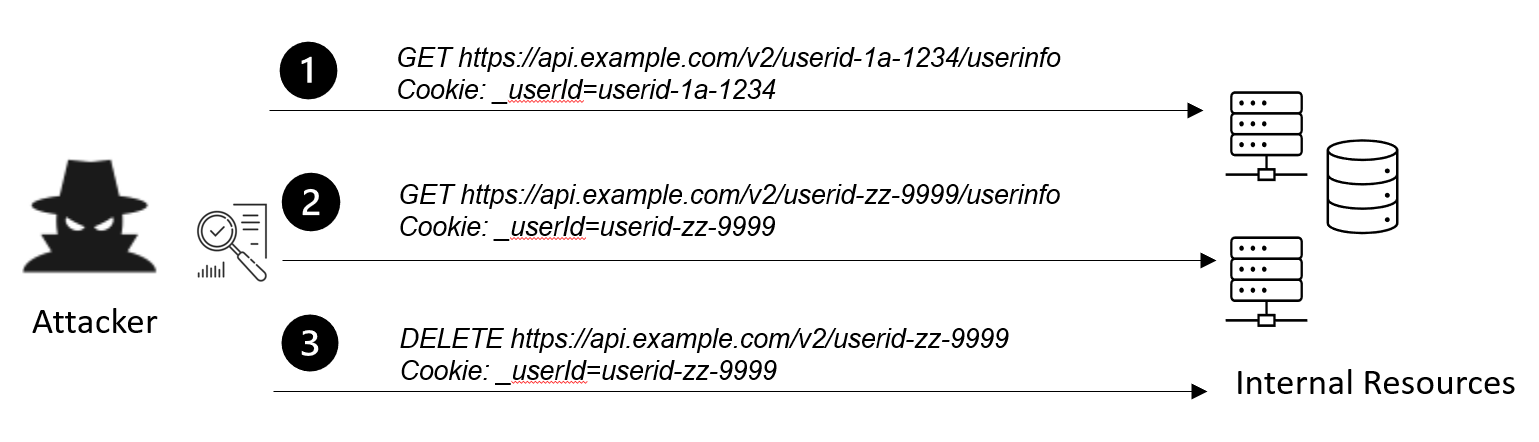 1
GET https://api.example.com/v2/userid-1a-1234/userinfo
Cookie: _userId=userid-1a-1234
2
GET https://api.example.com/v2/userid-zz-9999/userinfo
Cookie: _userId=userid-zz-9999
Attacker
3
DELETE https://api.example.com/v2/userid-zz-9999
Cookie: _userId=userid-zz-9999
Internal Resources